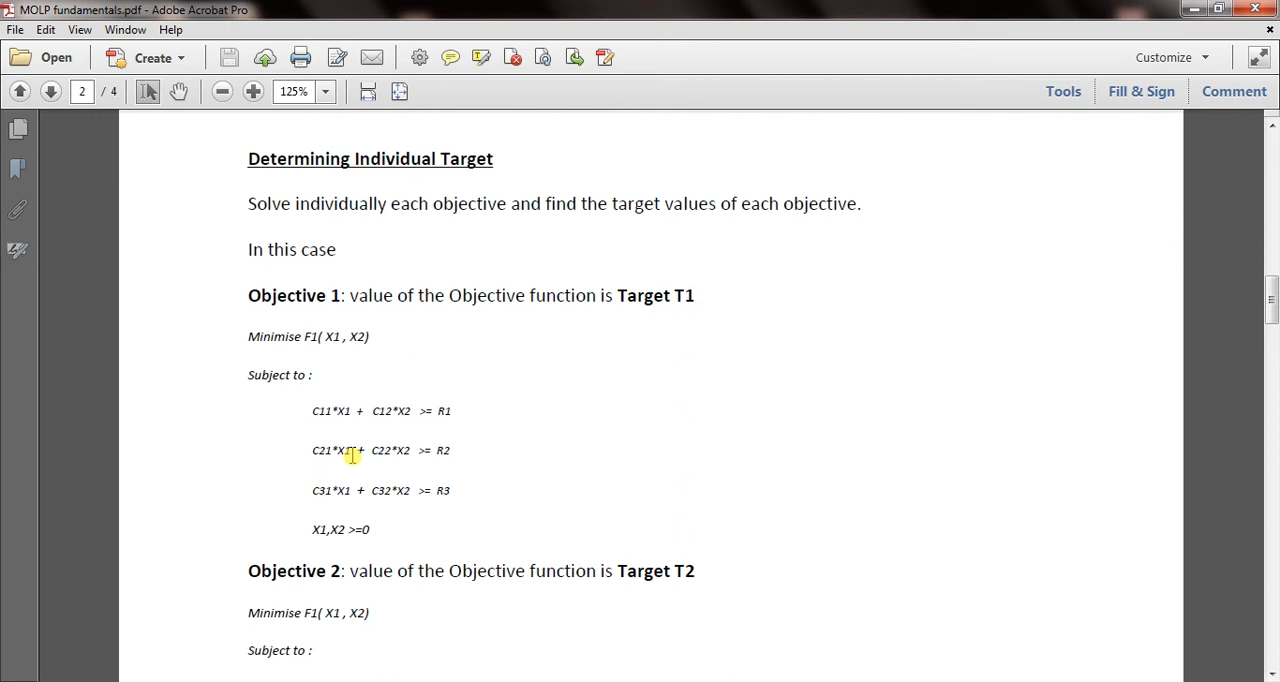 MOLP fundamentals.pdf - Adobe Acrobat Pro
File Edit View Window Help
Open Create Customize
2 / 4 125% Tools Fill & Sign Comment
Determining Individual Target
Solve individually each objective and find the target values of each objective.
In this case
Objective 1: value of the Objective function is Target T1
Minimise F1( X1 , X2)
Subject to :
C11*X1 + C12*X2 >= R1
C21*X1 + C22*X2 >= R2
C31*X1 + C32*X2 >= R3
X1,X2 >=0
Objective 2: value of the Objective function is Target T2
Minimise F1( X1 , X2)
Subject to :